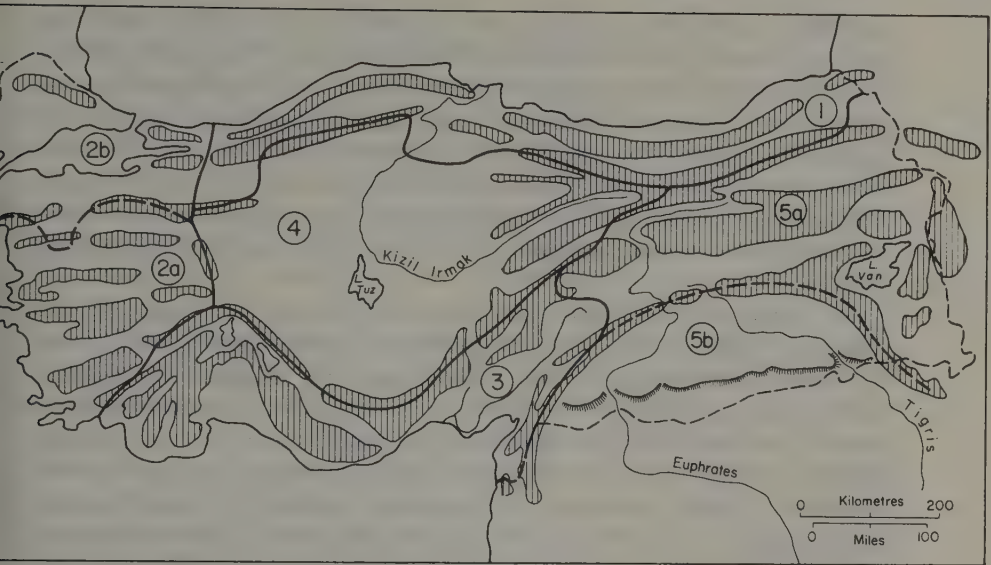 1
2b
5a
4
Kizil Irmak
L. Van
2a
L. Tuz
5b
3
Tigris
Euphrates
0 Kilometres 200
0 Miles 100